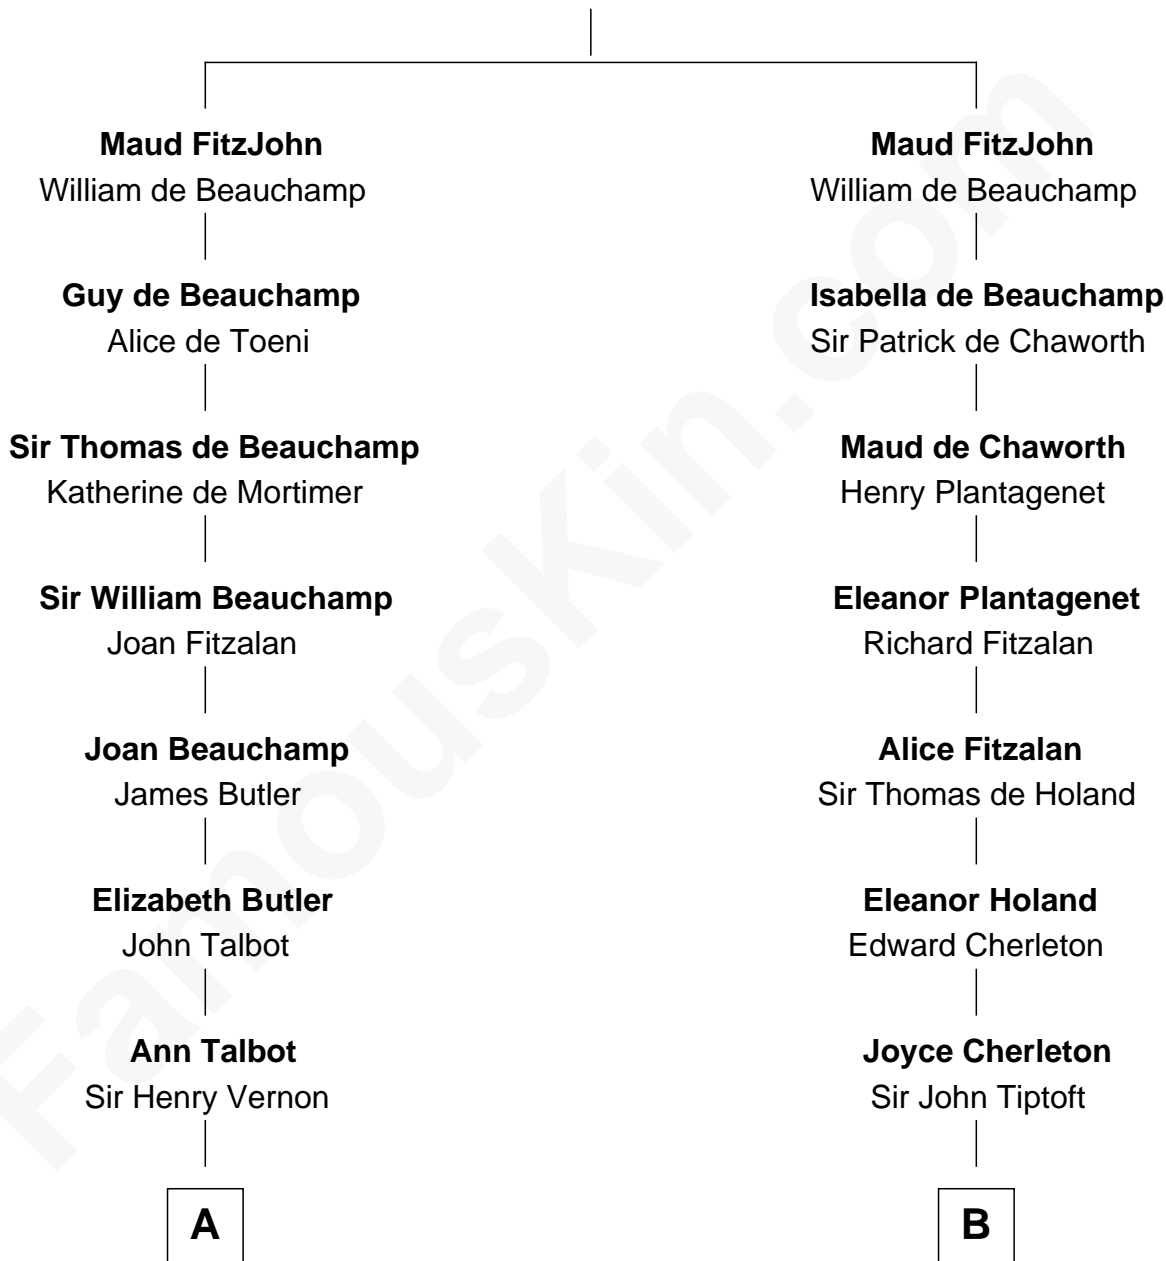 Maud FitzJohn
William de Beauchamp
Guy de Beauchamp
Alice de Toeni
Sir Thomas de Beauchamp
Katherine de Mortimer
Sir William Beauchamp
Joan Fitzalan
Joan Beauchamp
James Butler
Elizabeth Butler
John Talbot
Ann Talbot
Sir Henry Vernon
A
Maud FitzJohn
William de Beauchamp
Isabella de Beauchamp
Sir Patrick de Chaworth
Maud de Chaworth
Henry Plantagenet
Eleanor Plantagenet
Richard Fitzalan
Alice Fitzalan
Sir Thomas de Holand
Eleanor Holand
Edward Cherleton
Joyce Cherleton
Sir John Tiptoft
B
FamousKin.com